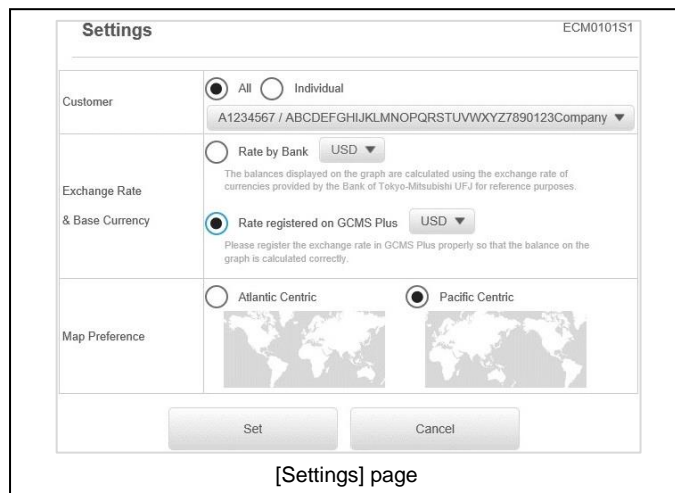 Settings
ECM0101S1
Customer
All
Individual
A1234567 / ABCDEFGHIJKLMNOPQRSTUVWXYZ7890123Company
Exchange Rate
& Base Currency
Rate by Bank
USD
The balances displayed on the graph are calculated using the exchange rate of
currencies provided by the Bank of Tokyo-Mitsubishi UFJ for reference purposes.
Rate registered on GCMS Plus
USD
Please register the exchange rate in GCMS Plus properly so that the balance on the
graph is calculated correctly.
Map Preference
Atlantic Centric
Pacific Centric
Set
Cancel
[Settings] page